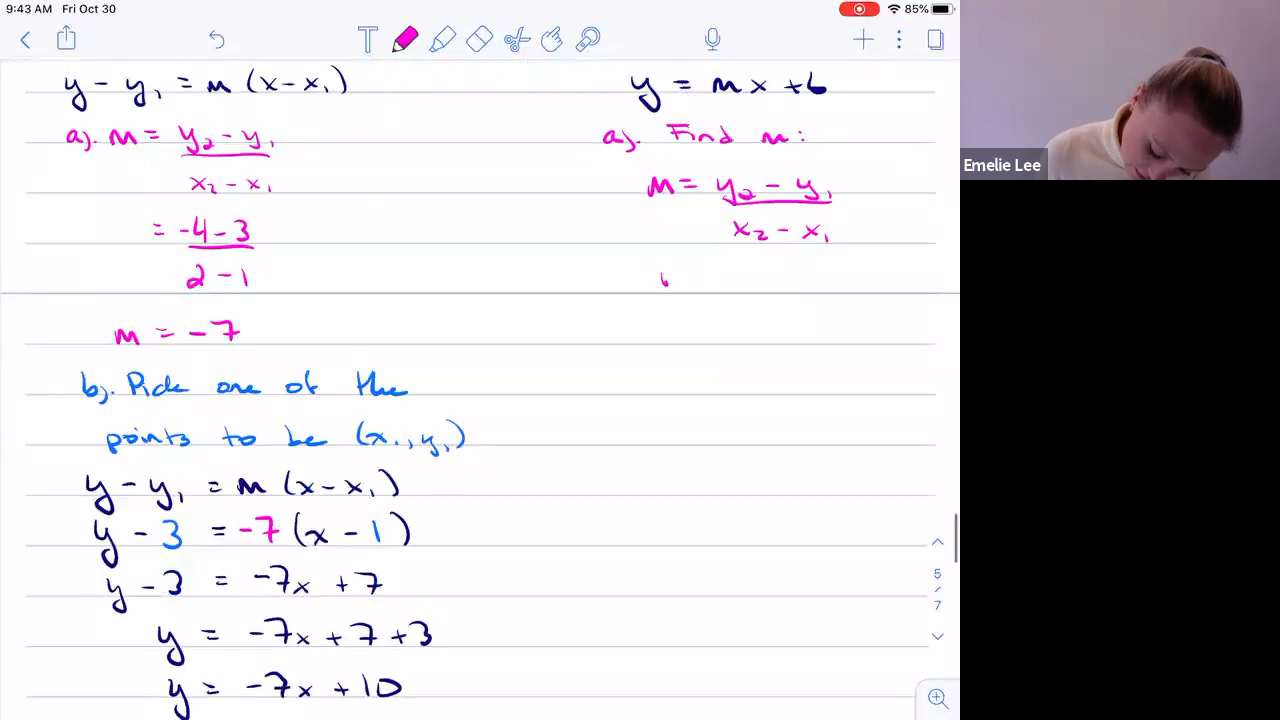 9:43 AM Fri Oct 30
85%
y - y₁ = m (x - x₁)
a). m = y₂ - y₁
x₂ - x₁
= -4 - 3
2 - 1
m = -7
b). Pick one of the
points to be (x₁, y₁)
y - y₁ = m (x - x₁)
y - 3 = -7 (x - 1)
y - 3 = -7x + 7
y = -7x + 7 + 3
y = -7x + 10
y = mx + b
a). Find m:
m = y₂ - y₁
x₂ - x₁
5
/
7
Emelie Lee